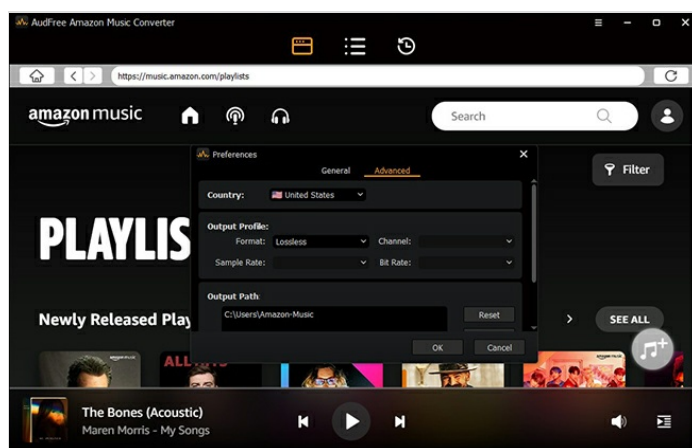 AudFree Amazon Music Converter
https://music.amazon.com/playlists
amazon music
Search
Preferences
General Advanced
Filter
Country: United States
PLAYLIS
Output Profile:
Format: Lossless Channel:
Sample Rate: Bit Rate:
Output Path:
C:\Users\Amazon-Music Reset
Newly Released Play
SEE ALL
OK Cancel
ALL
The Bones (Acoustic)
Maren Morris - My Songs